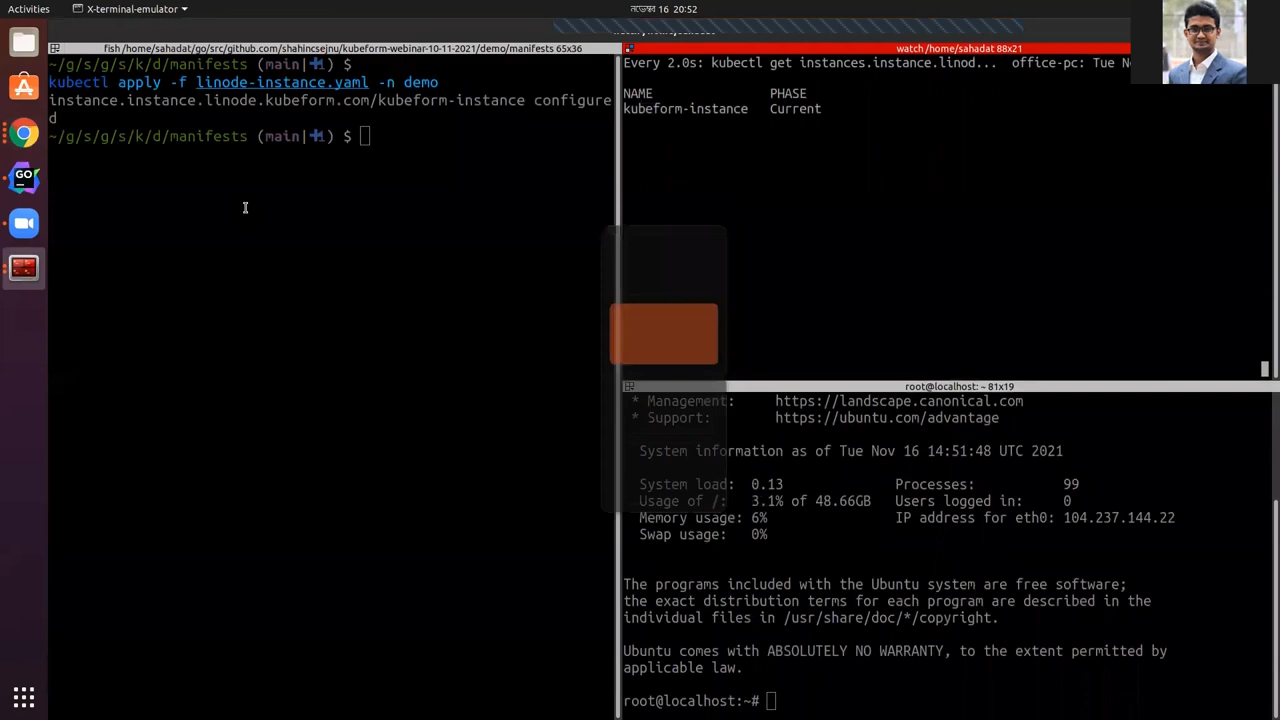 Activities
X-terminal-emulator
নভেম্বর 16 20:52
fish /home/sahadat/go/src/github.com/shahincsejnu/kubeform-webinar-10-11-2021/demo/manifests 65x36
~/g/s/g/s/k/d/manifests (main|✚1) $
kubectl apply -f linode-instance.yaml -n demo
instance.instance.linode.kubeform.com/kubeform-instance configure
d
~/g/s/g/s/k/d/manifests (main|✚1) $
watch /home/sahadat 88x21
Every 2.0s: kubectl get instances.instance.linod... office-pc: Tue No
NAME PHASE
kubeform-instance Current
root@localhost: ~ 81x19
* Management: https://landscape.canonical.com
* Support: https://ubuntu.com/advantage
System information as of Tue Nov 16 14:51:48 UTC 2021
System load: 0.13 Processes: 99
Usage of /: 3.1% of 48.66GB Users logged in: 0
Memory usage: 6% IP address for eth0: 104.237.144.22
Swap usage: 0%
The programs included with the Ubuntu system are free software;
the exact distribution terms for each program are described in the
individual files in /usr/share/doc/*/copyright.
Ubuntu comes with ABSOLUTELY NO WARRANTY, to the extent permitted by
applicable law.
root@localhost:~#
GO